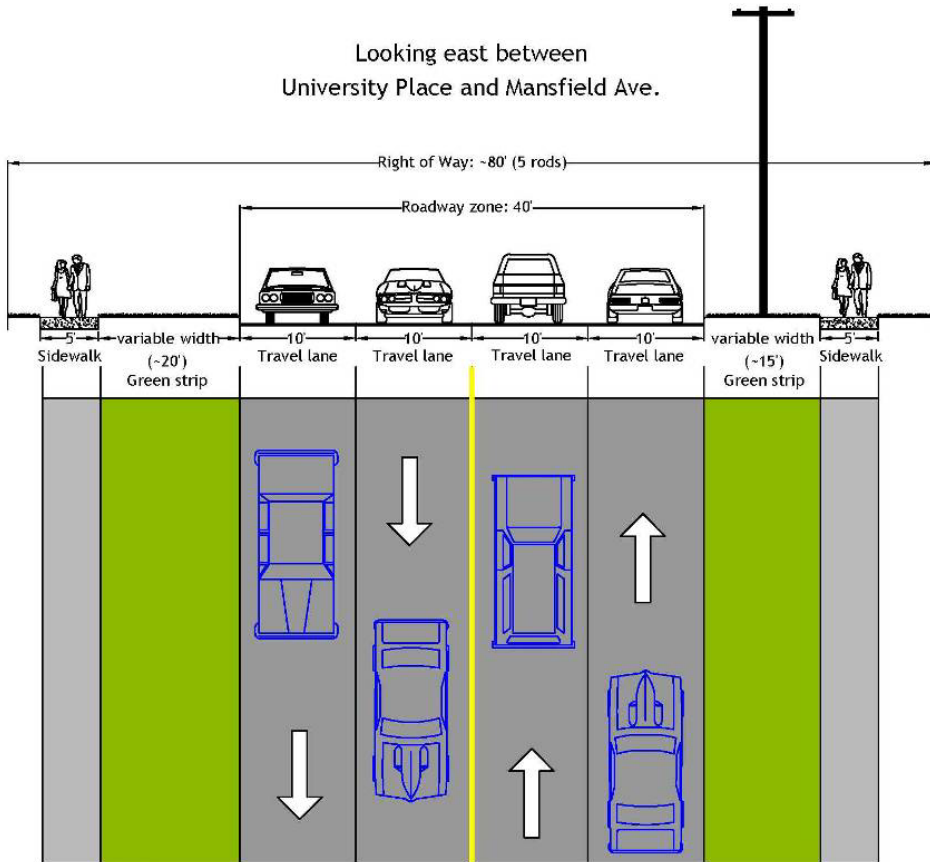 Looking east between
University Place and Mansfield Ave.
Right of Way: ~80' (5 rods)
Roadway zone: 40'
5'
Sidewalk
variable width
(~20')
Green strip
10'
Travel lane
10'
Travel lane
10'
Travel lane
10'
Travel lane
variable width
(~15')
Green strip
5'
Sidewalk